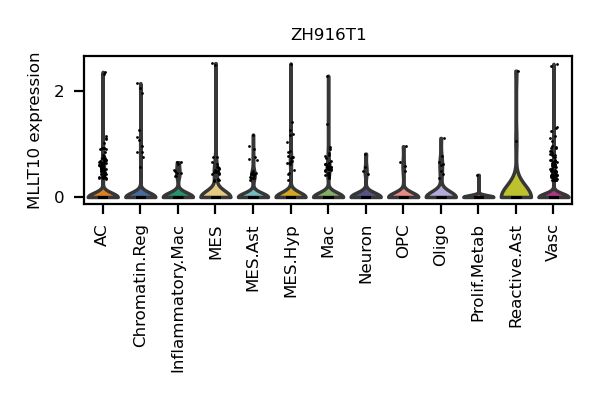 ZH916T1
MLLT10 expression
2
0
AC
Chromatin.Reg
Inflammatory.Mac
MES
MES.Ast
MES.Hyp
Mac
Neuron
OPC
Oligo
Prolif.Metab
Reactive.Ast
Vasc